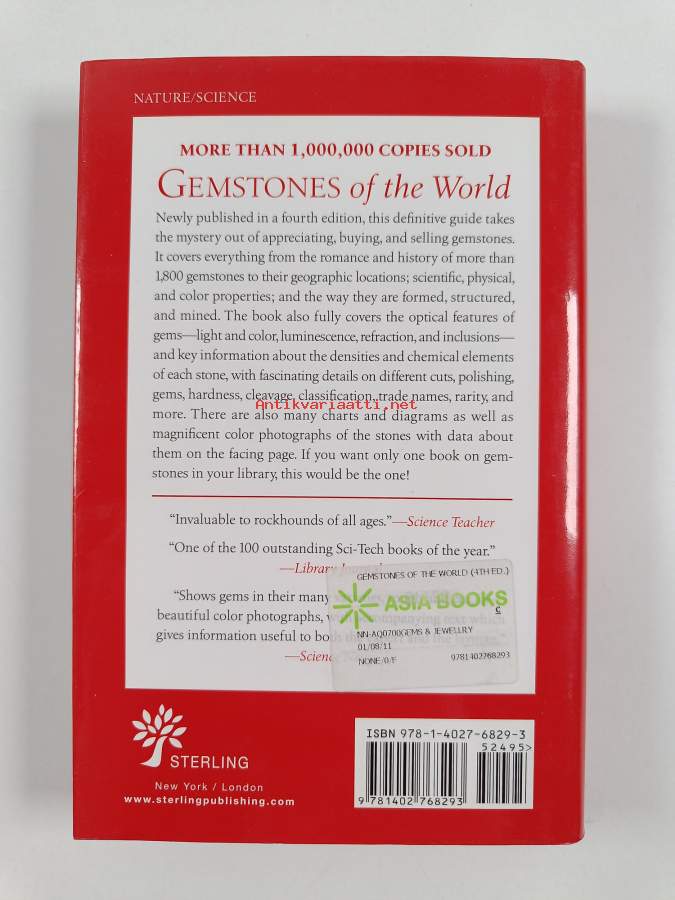 NATURE/SCIENCE
MORE THAN 1,000,000 COPIES SOLD
GEMSTONES of the World
Newly published in a fourth edition, this definitive guide takes
the mystery out of appreciating, buying, and selling gemstones.
It covers everything from the romance and history of more than
1,800 gemstones to their geographic locations; scientific, physical,
and color properties; and the way they are formed, structured,
and mined. The book also fully covers the optical features of
gems—light and color, luminescence, refraction, and inclusions—
and key information about the densities and chemical elements
of each stone, with fascinating details on different cuts, polishing,
gems, hardness, cleavage, classification, trade names, rarity, and
Antikvariaatti.net
more. There are also many charts and diagrams as well as
magnificent color photographs of the stones with data about
them on the facing page. If you want only one book on gem-
stones in your library, this would be the one!
“Invaluable to rockhounds of all ages.”—Science Teacher
“One of the 100 outstanding Sci-Tech books of the year.”
—Library
“Shows gems in their many
beautiful color photographs,
gives information useful to both
—Scienc
GEMSTONES OF THE WORLD (4TH ED.)
ASIA BOOKS
c
NN-AQ0700GEMS & JEWELLRY
01/08/11
NONE/0/F 9781402768293
STERLING
New York / London
www.sterlingpublishing.com
ISBN 978-1-4027-6829-3
52495>
9 781402 768293